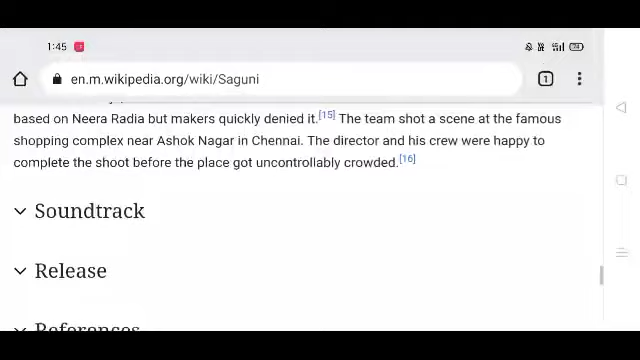 1:45
en.m.wikipedia.org/wiki/Saguni
1
based on Neera Radia but makers quickly denied it.[15] The team shot a scene at the famous
shopping complex near Ashok Nagar in Chennai. The director and his crew were happy to
complete the shoot before the place got uncontrollably crowded.[16]
Soundtrack
Release
References